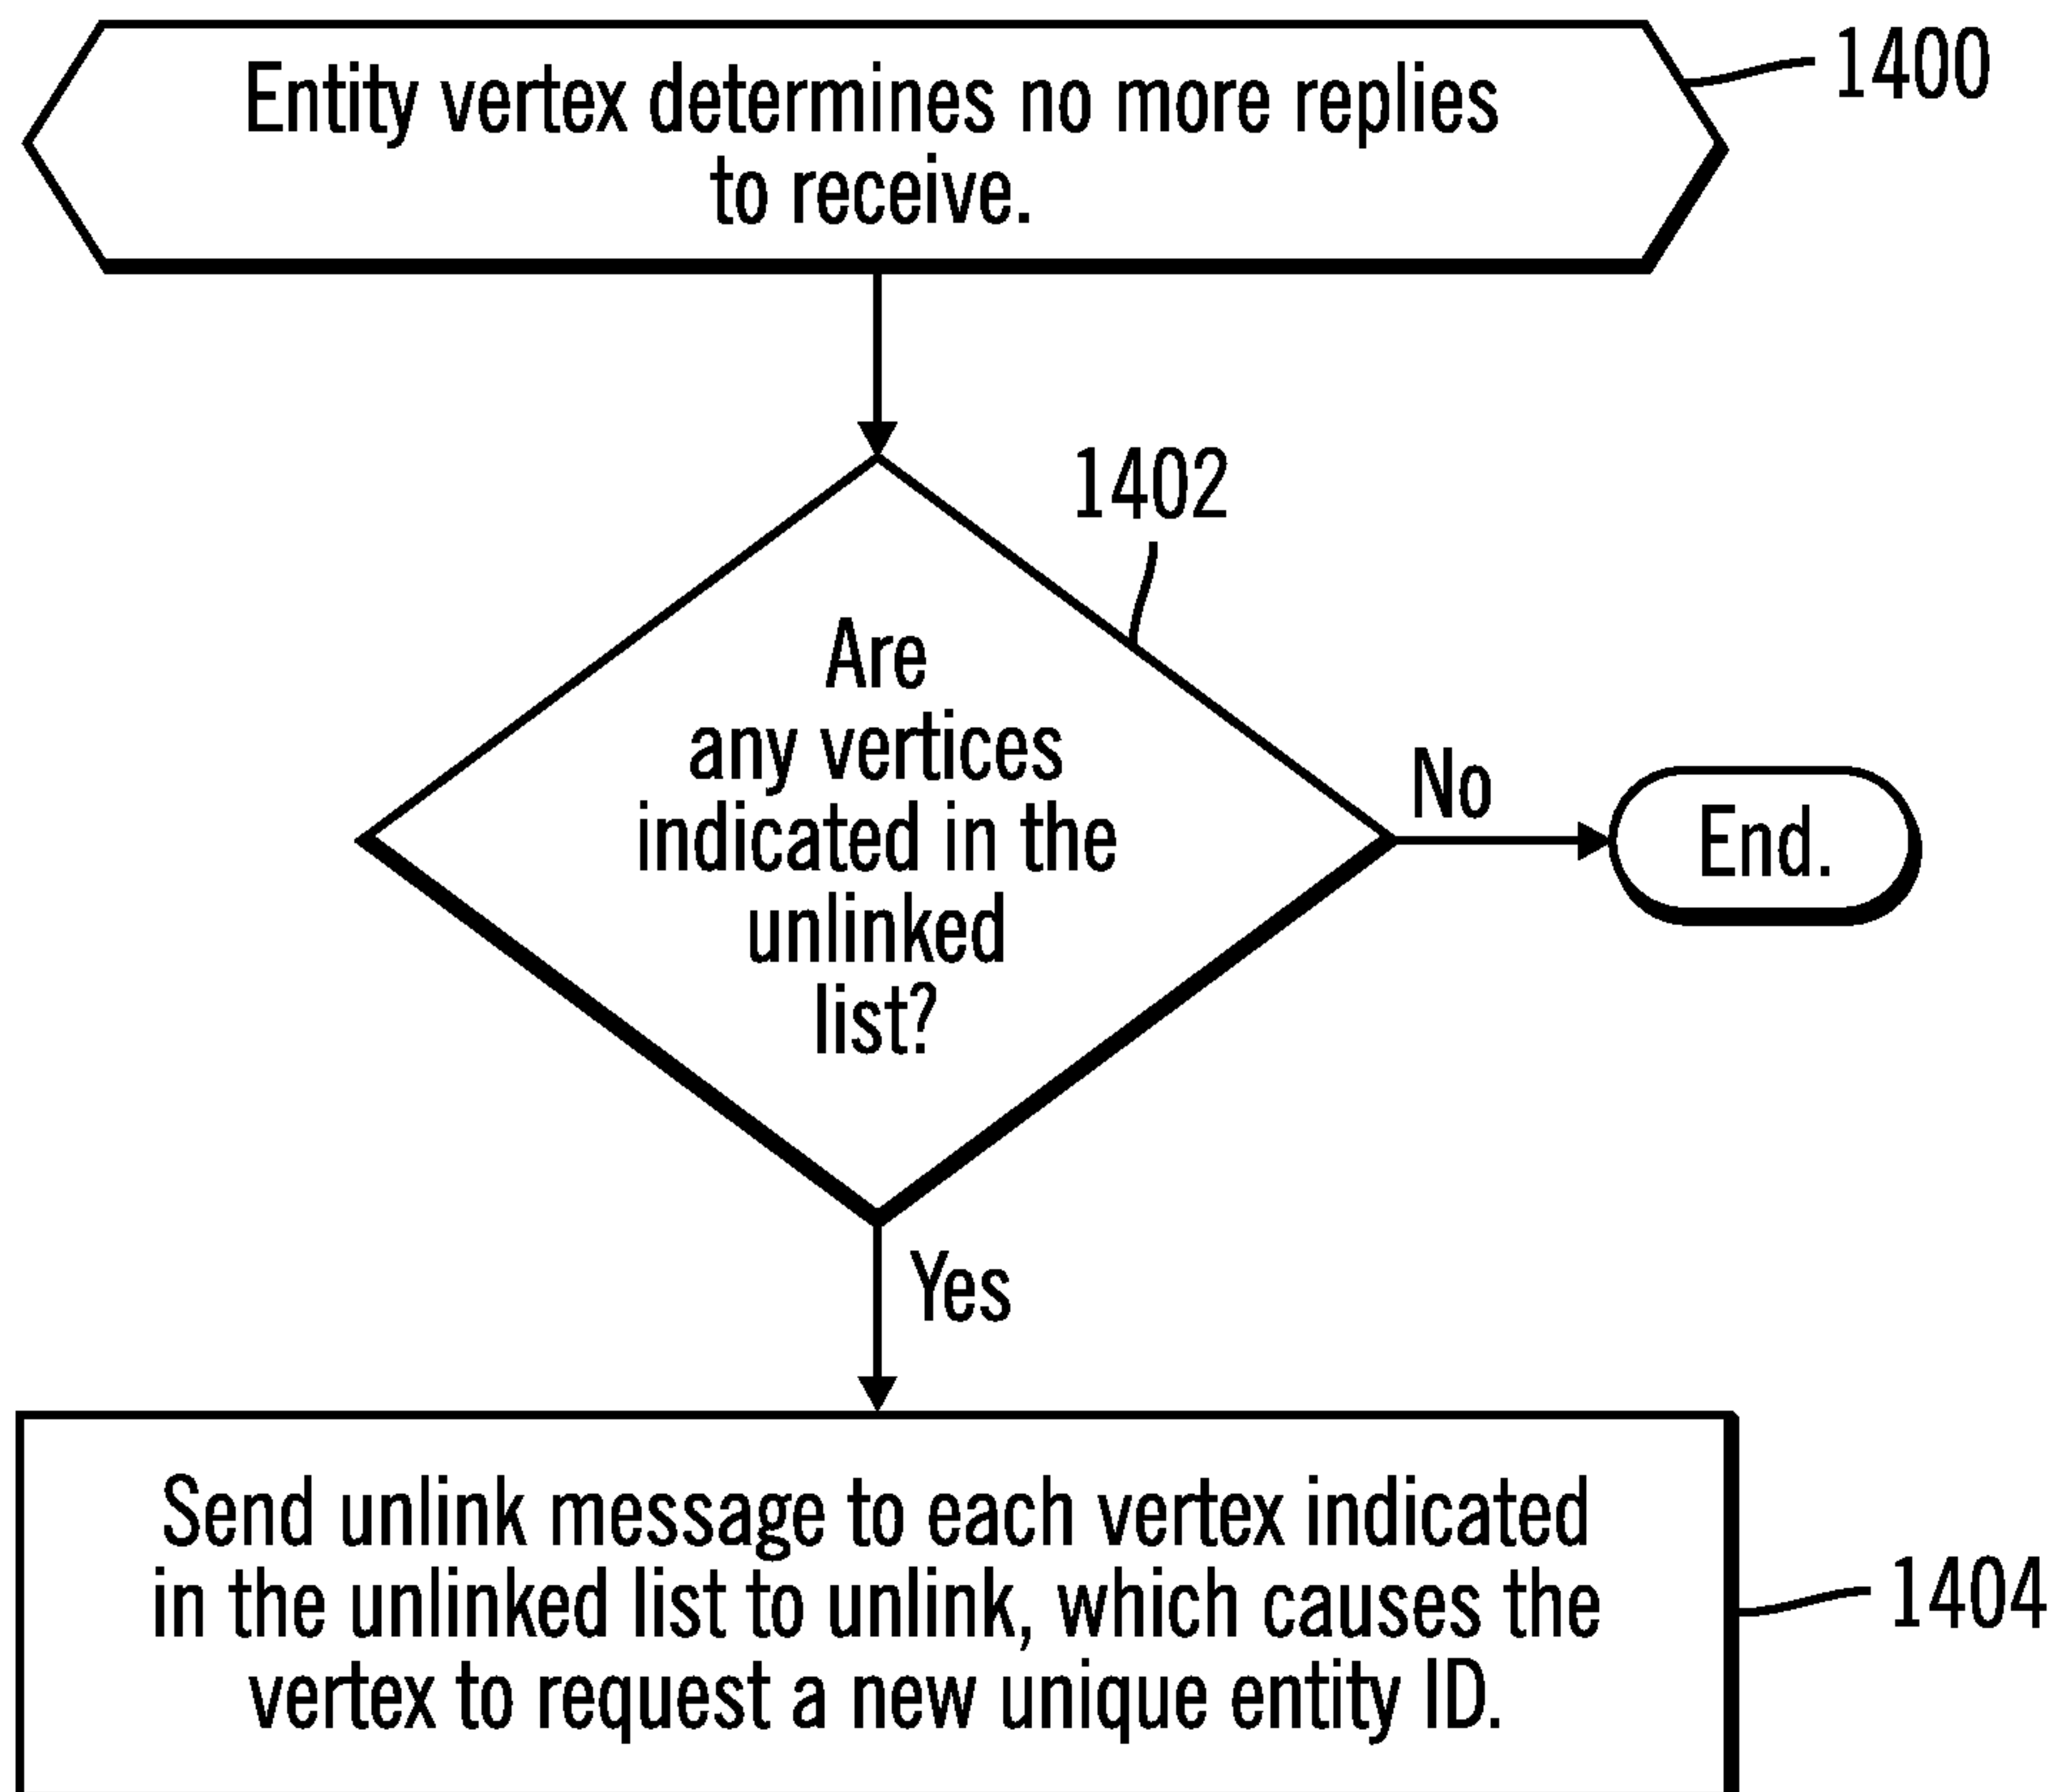 Entity vertex determines no more replies
to receive.
1400
1402
Are
any vertices
indicated in the
unlinked
list?
No
End.
Yes
Send unlink message to each vertex indicated
in the unlinked list to unlink, which causes the
vertex to request a new unique entity ID.
1404